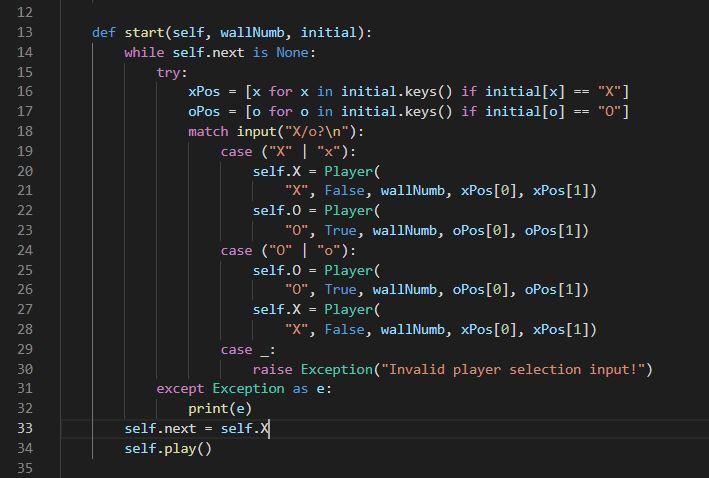 12
13 def start(self, wallNumb, initial):
14 while self.next is None:
15 try:
16 xPos = [x for x in initial.keys() if initial[x] == "X"]
17 oPos = [o for o in initial.keys() if initial[o] == "O"]
18 match input("X/o?\n"):
19 case ("X" | "x"):
20 self.X = Player(
21 "X", False, wallNumb, xPos[0], xPos[1])
22 self.O = Player(
23 "O", True, wallNumb, oPos[0], oPos[1])
24 case ("O" | "o"):
25 self.O = Player(
26 "O", True, wallNumb, oPos[0], oPos[1])
27 self.X = Player(
28 "X", False, wallNumb, xPos[0], xPos[1])
29 case _:
30 raise Exception("Invalid player selection input!")
31 except Exception as e:
32 print(e)
33 self.next = self.X
34 self.play()
35